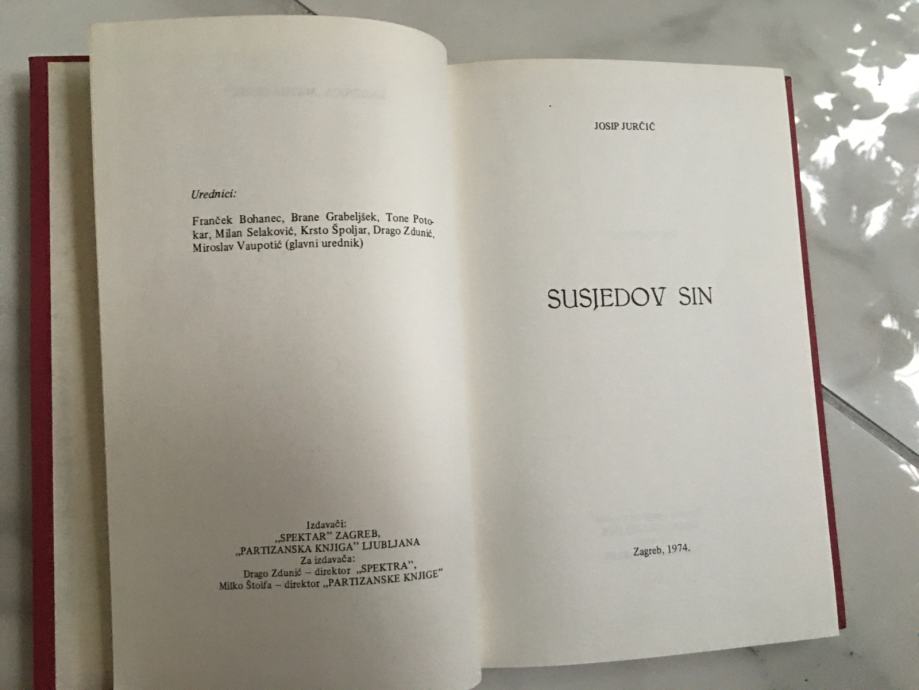 Urednici:
Franček Bohanec, Brane Grabeljšek, Tone Poto-
kar, Milan Selaković, Krsto Špoljar, Drago Zdunić,
Miroslav Vaupotić (glavni urednik)
Izdavači:
„SPEKTAR” ZAGREB,
„PARTIZANSKA KNJIGA” LJUBLJANA
Za izdavača:
Drago Zdunić – direktor „SPEKTRA”,
Milko Štolfa – direktor „PARTIZANSKE KNJIGE”
JOSIP JURČIČ
SUSJEDOV SIN
Zagreb, 1974.